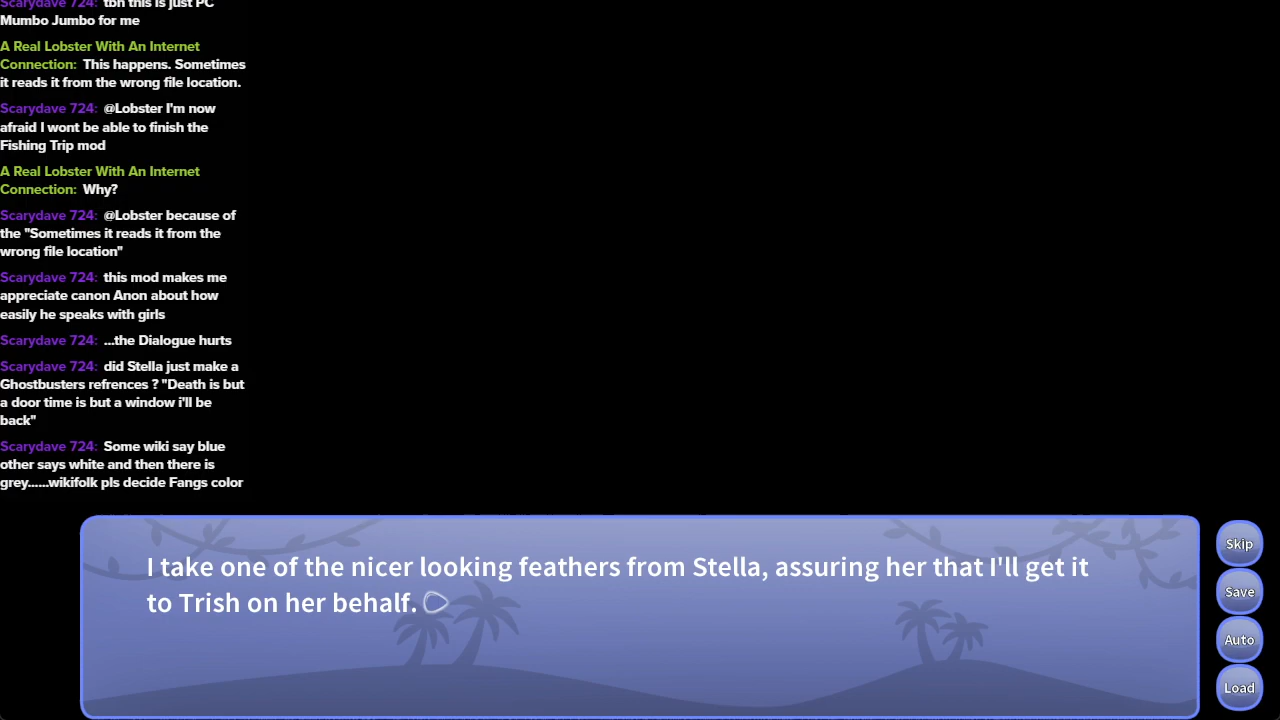 Scarydave 724: tbh this is just PC
Mumbo Jumbo for me
A Real Lobster With An Internet
Connection: This happens. Sometimes
it reads it from the wrong file location.
Scarydave 724: @Lobster I'm now
afraid I wont be able to finish the
Fishing Trip mod
A Real Lobster With An Internet
Connection: Why?
Scarydave 724: @Lobster because of
the "Sometimes it reads it from the
wrong file location"
Scarydave 724: this mod makes me
appreciate canon Anon about how
easily he speaks with girls
Scarydave 724: ...the Dialogue hurts
Scarydave 724: did Stella just make a
Ghostbusters refrences ? "Death is but
a door time is but a window i'll be
back"
Scarydave 724: Some wiki say blue
other says white and then there is
grey......wikifolk pls decide Fangs color
I take one of the nicer looking feathers from Stella, assuring her that I'll get it
to Trish on her behalf.
Skip
Save
Auto
Load